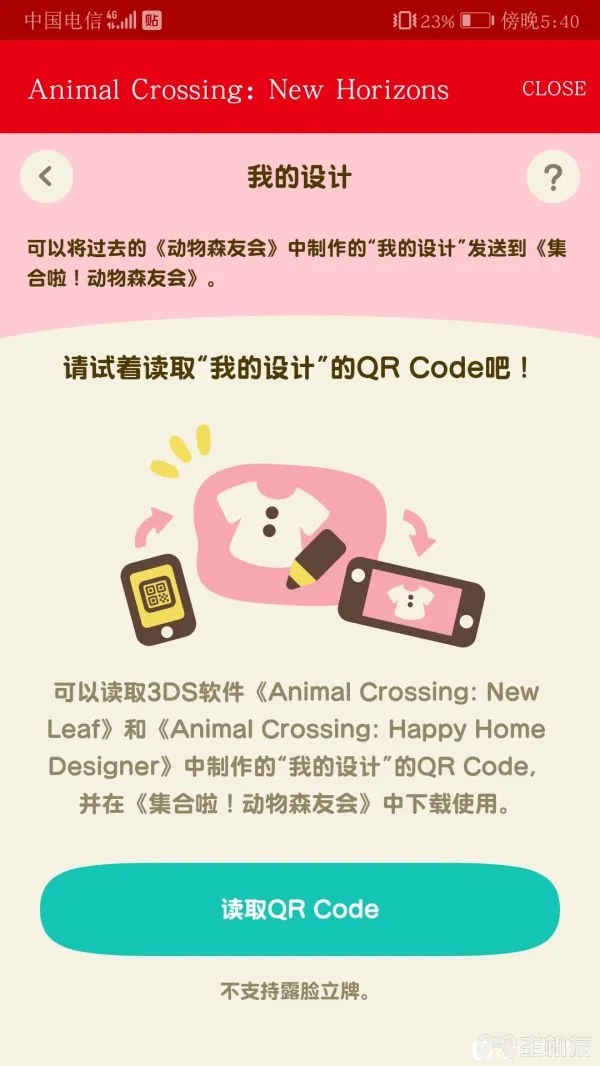 中国电信 4G 贴 23% 傍晚5:40
Animal Crossing: New Horizons CLOSE
我的设计 ?
可以将过去的《动物森友会》中制作的“我的设计”发送到《集
合啦！动物森友会》。
请试着读取“我的设计”的QR Code吧！
可以读取3DS软件《Animal Crossing: New
Leaf》和《Animal Crossing: Happy Home
Designer》中制作的“我的设计”的QR Code,
并在《集合啦！动物森友会》中下载使用。
读取QR Code
不支持露脸立牌。